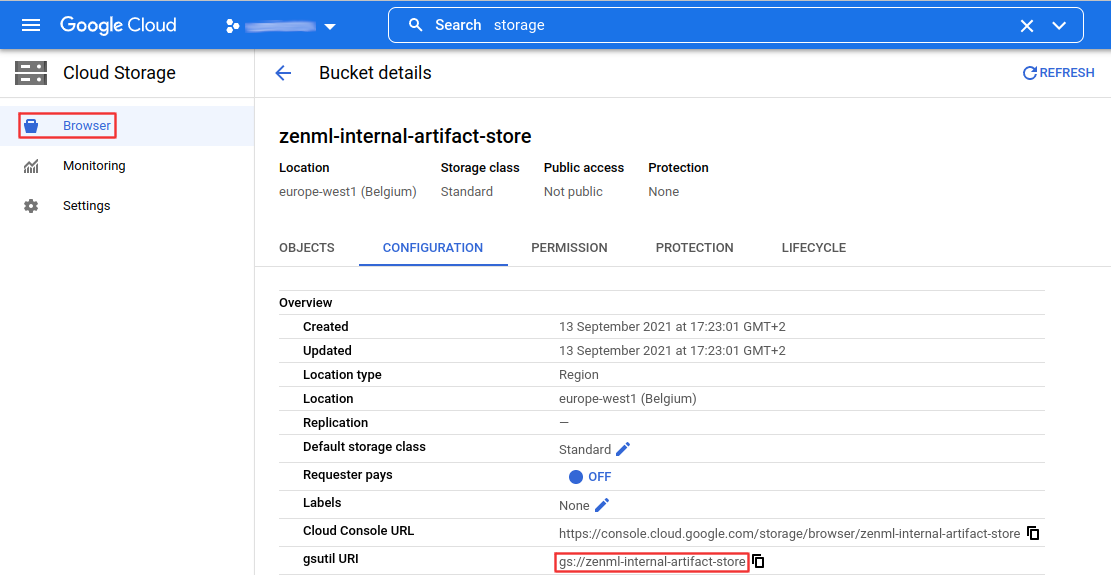 Google Cloud
Search storage
Cloud Storage
Bucket details
REFRESH
Browser
Monitoring
Settings
zenml-internal-artifact-store
Location Storage class Public access Protection
europe-west1 (Belgium) Standard Not public None
OBJECTS CONFIGURATION PERMISSION PROTECTION LIFECYCLE
Overview
Created 13 September 2021 at 17:23:01 GMT+2
Updated 13 September 2021 at 17:23:01 GMT+2
Location type Region
Location europe-west1 (Belgium)
Replication —
Default storage class Standard
Requester pays OFF
Labels None
Cloud Console URL https://console.cloud.google.com/storage/browser/zenml-internal-artifact-store
gsutil URI gs://zenml-internal-artifact-store